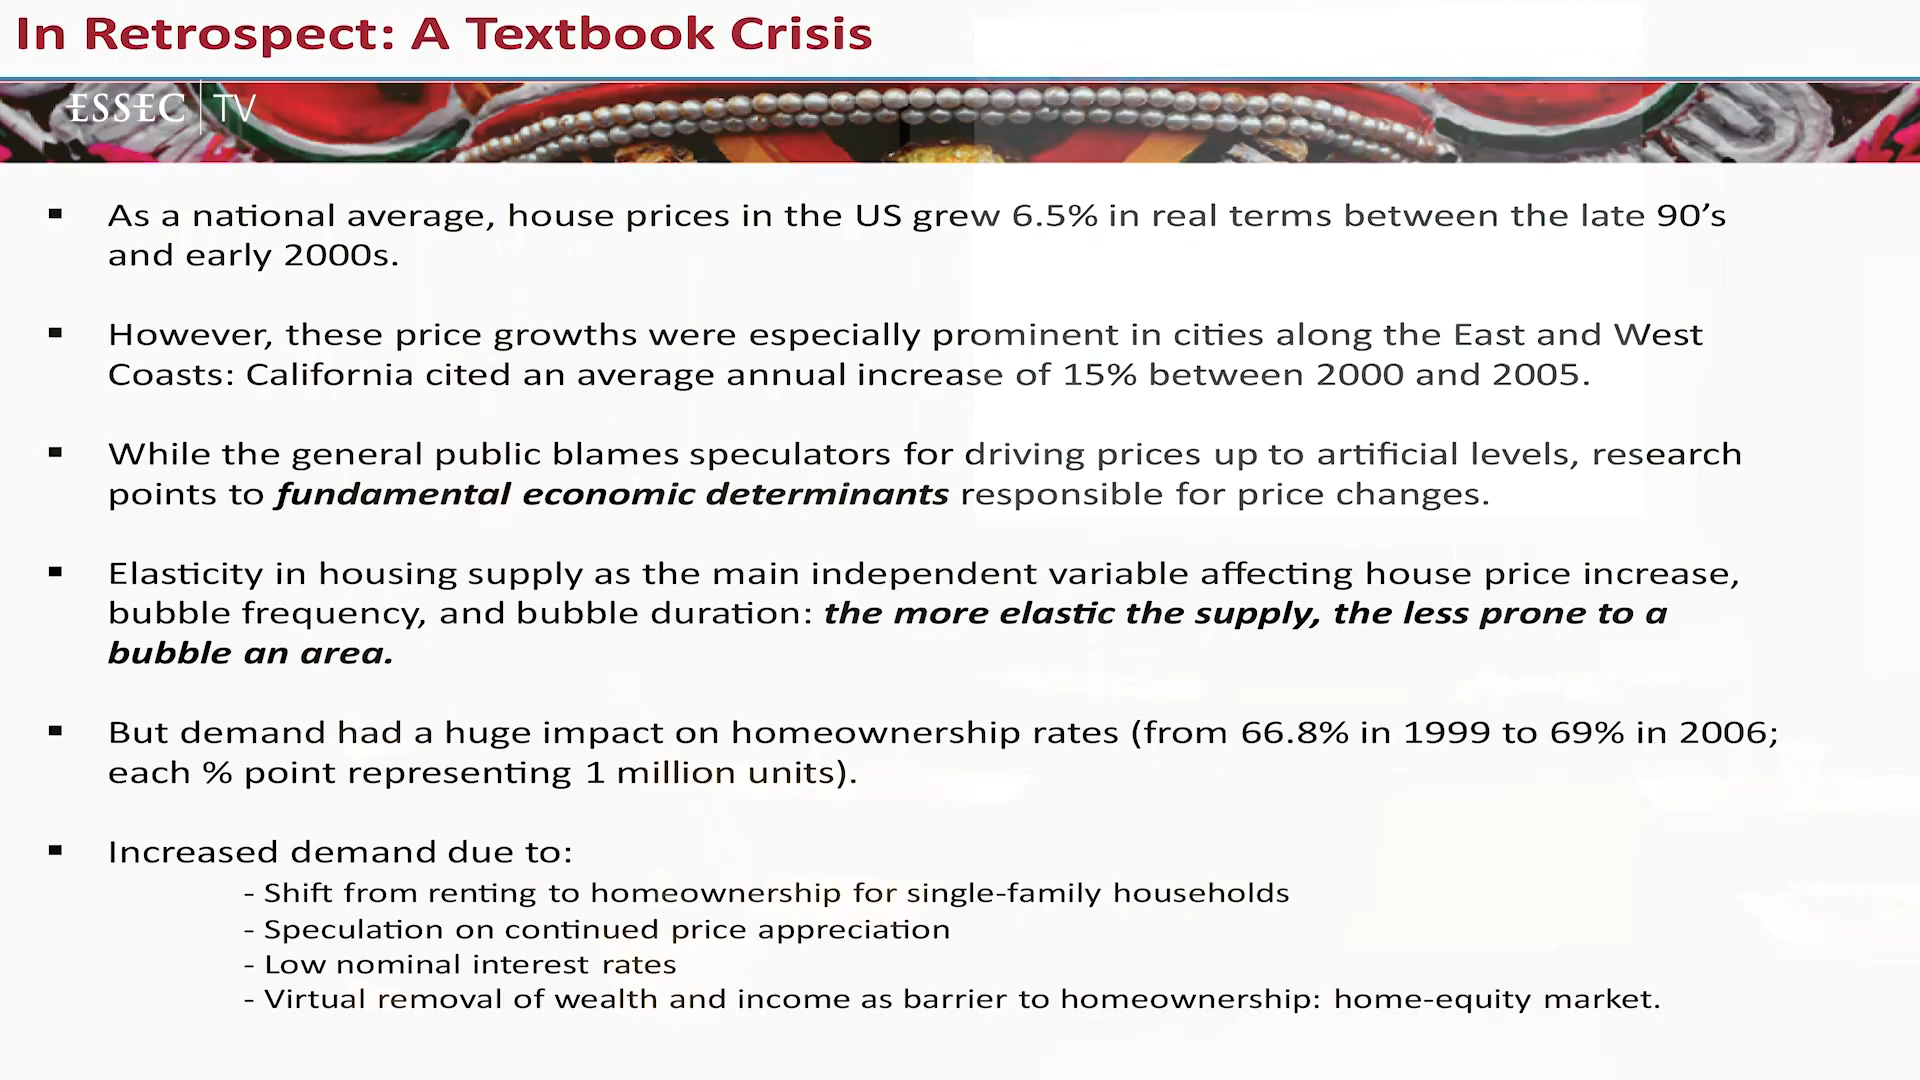 In Retrospect: A Textbook Crisis
ESSEC TV
▪ As a national average, house prices in the US grew 6.5% in real terms between the late 90’s
and early 2000s.
▪ However, these price growths were especially prominent in cities along the East and West
Coasts: California cited an average annual increase of 15% between 2000 and 2005.
▪ While the general public blames speculators for driving prices up to artificial levels, research
points to fundamental economic determinants responsible for price changes.
▪ Elasticity in housing supply as the main independent variable affecting house price increase,
bubble frequency, and bubble duration: the more elastic the supply, the less prone to a
bubble an area.
▪ But demand had a huge impact on homeownership rates (from 66.8% in 1999 to 69% in 2006;
each % point representing 1 million units).
▪ Increased demand due to:
- Shift from renting to homeownership for single-family households
- Speculation on continued price appreciation
- Low nominal interest rates
- Virtual removal of wealth and income as barrier to homeownership: home-equity market.